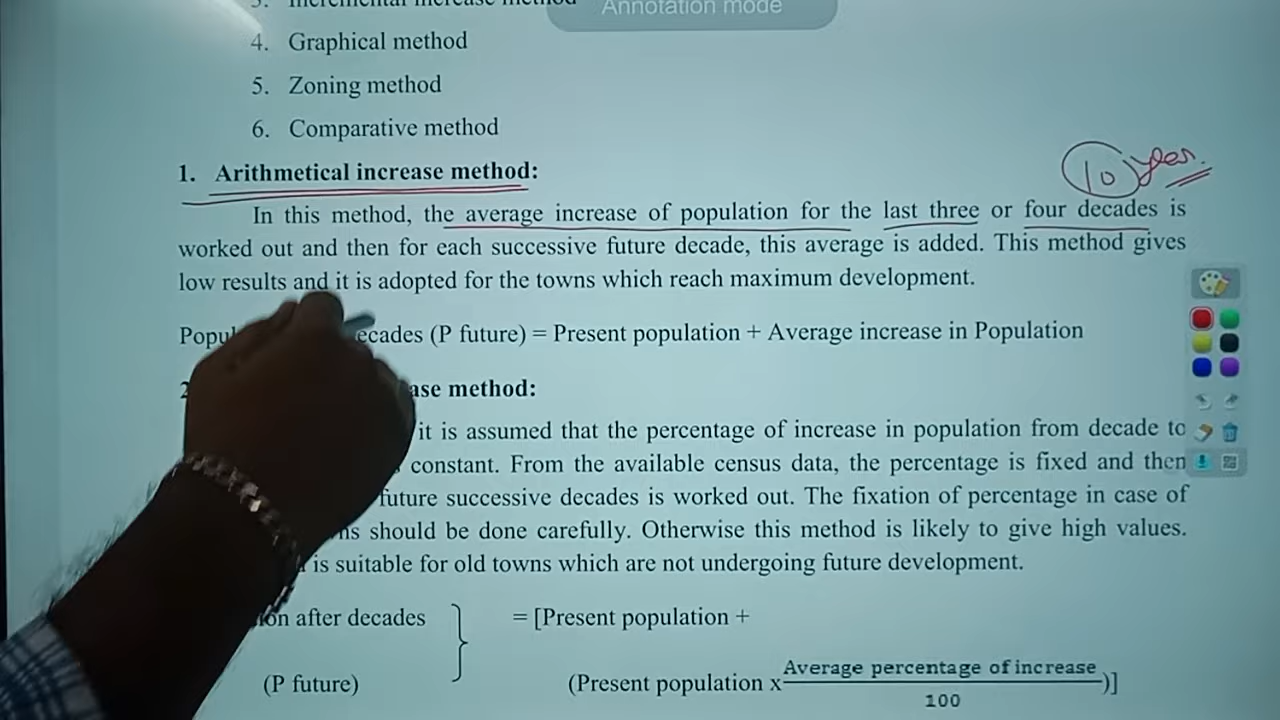 Annotation mode
4. Graphical method
5. Zoning method
6. Comparative method
10 year.
1. Arithmetical increase method:
In this method, the average increase of population for the last three or four decades is
worked out and then for each successive future decade, this average is added. This method gives
low results and it is adopted for the towns which reach maximum development.
(P future) = Present population + Average increase in Population
method:
it is assumed that the percentage of increase in population from decade to
constant. From the available census data, the percentage is fixed and then
future successive decades is worked out. The fixation of percentage in case of
should be done carefully. Otherwise this method is likely to give high values.
is suitable for old towns which are not undergoing future development.
after decades = [Present population +
(P future) (Present population x Average percentage of increase
100 )]